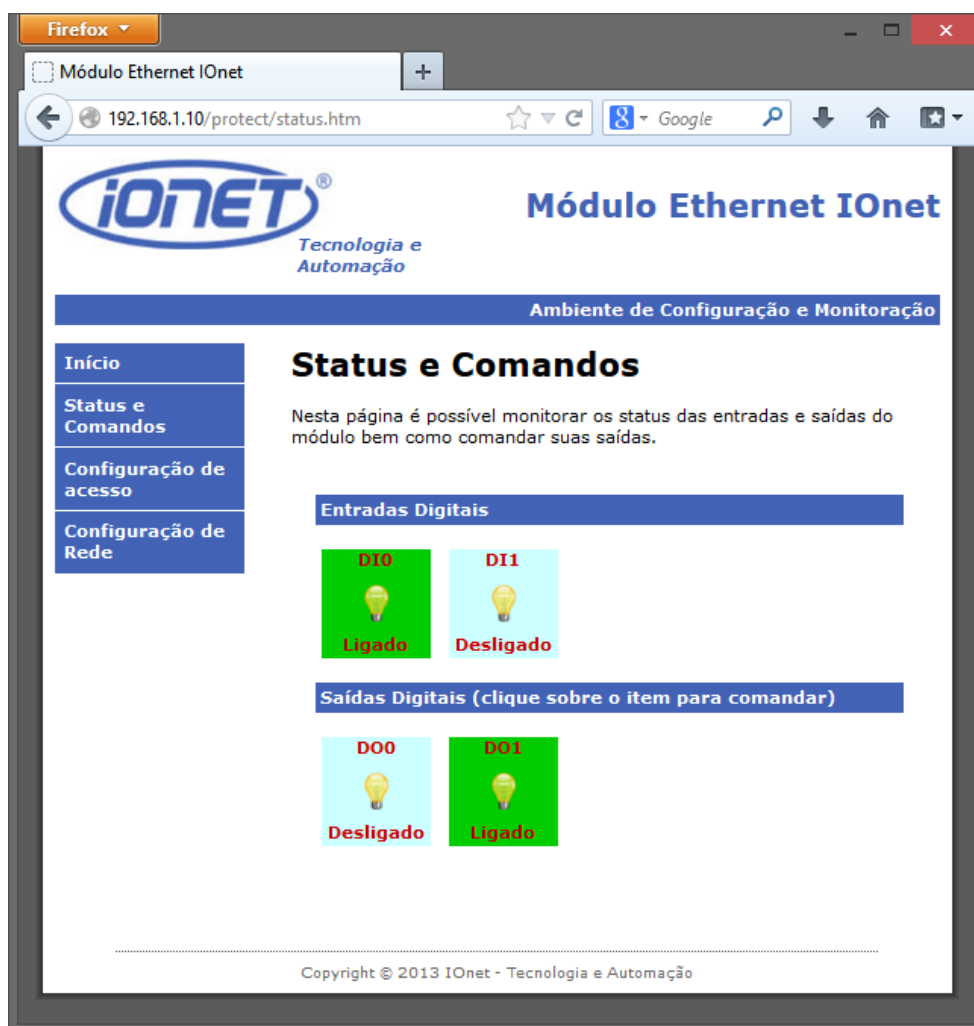 Firefox
Módulo Ethernet IOnet
192.168.1.10/protect/status.htm
Google
iONET®
Tecnologia e
Automação
Módulo Ethernet IOnet
Ambiente de Configuração e Monitoração
Início
Status e
Comandos
Configuração de
acesso
Configuração de
Rede
Status e Comandos
Nesta página é possível monitorar os status das entradas e saídas do
módulo bem como comandar suas saídas.
Entradas Digitais
DI0 DI1
Ligado Desligado
Saídas Digitais (clique sobre o item para comandar)
DO0 DO1
Desligado Ligado
Copyright © 2013 IOnet - Tecnologia e Automação